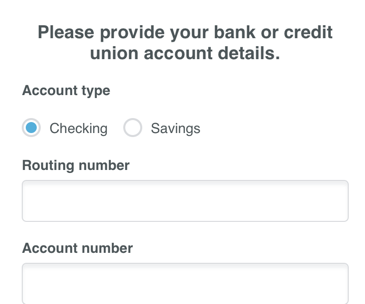 Please provide your bank or credit
union account details.
Account type
Checking Savings
Routing number
Account number